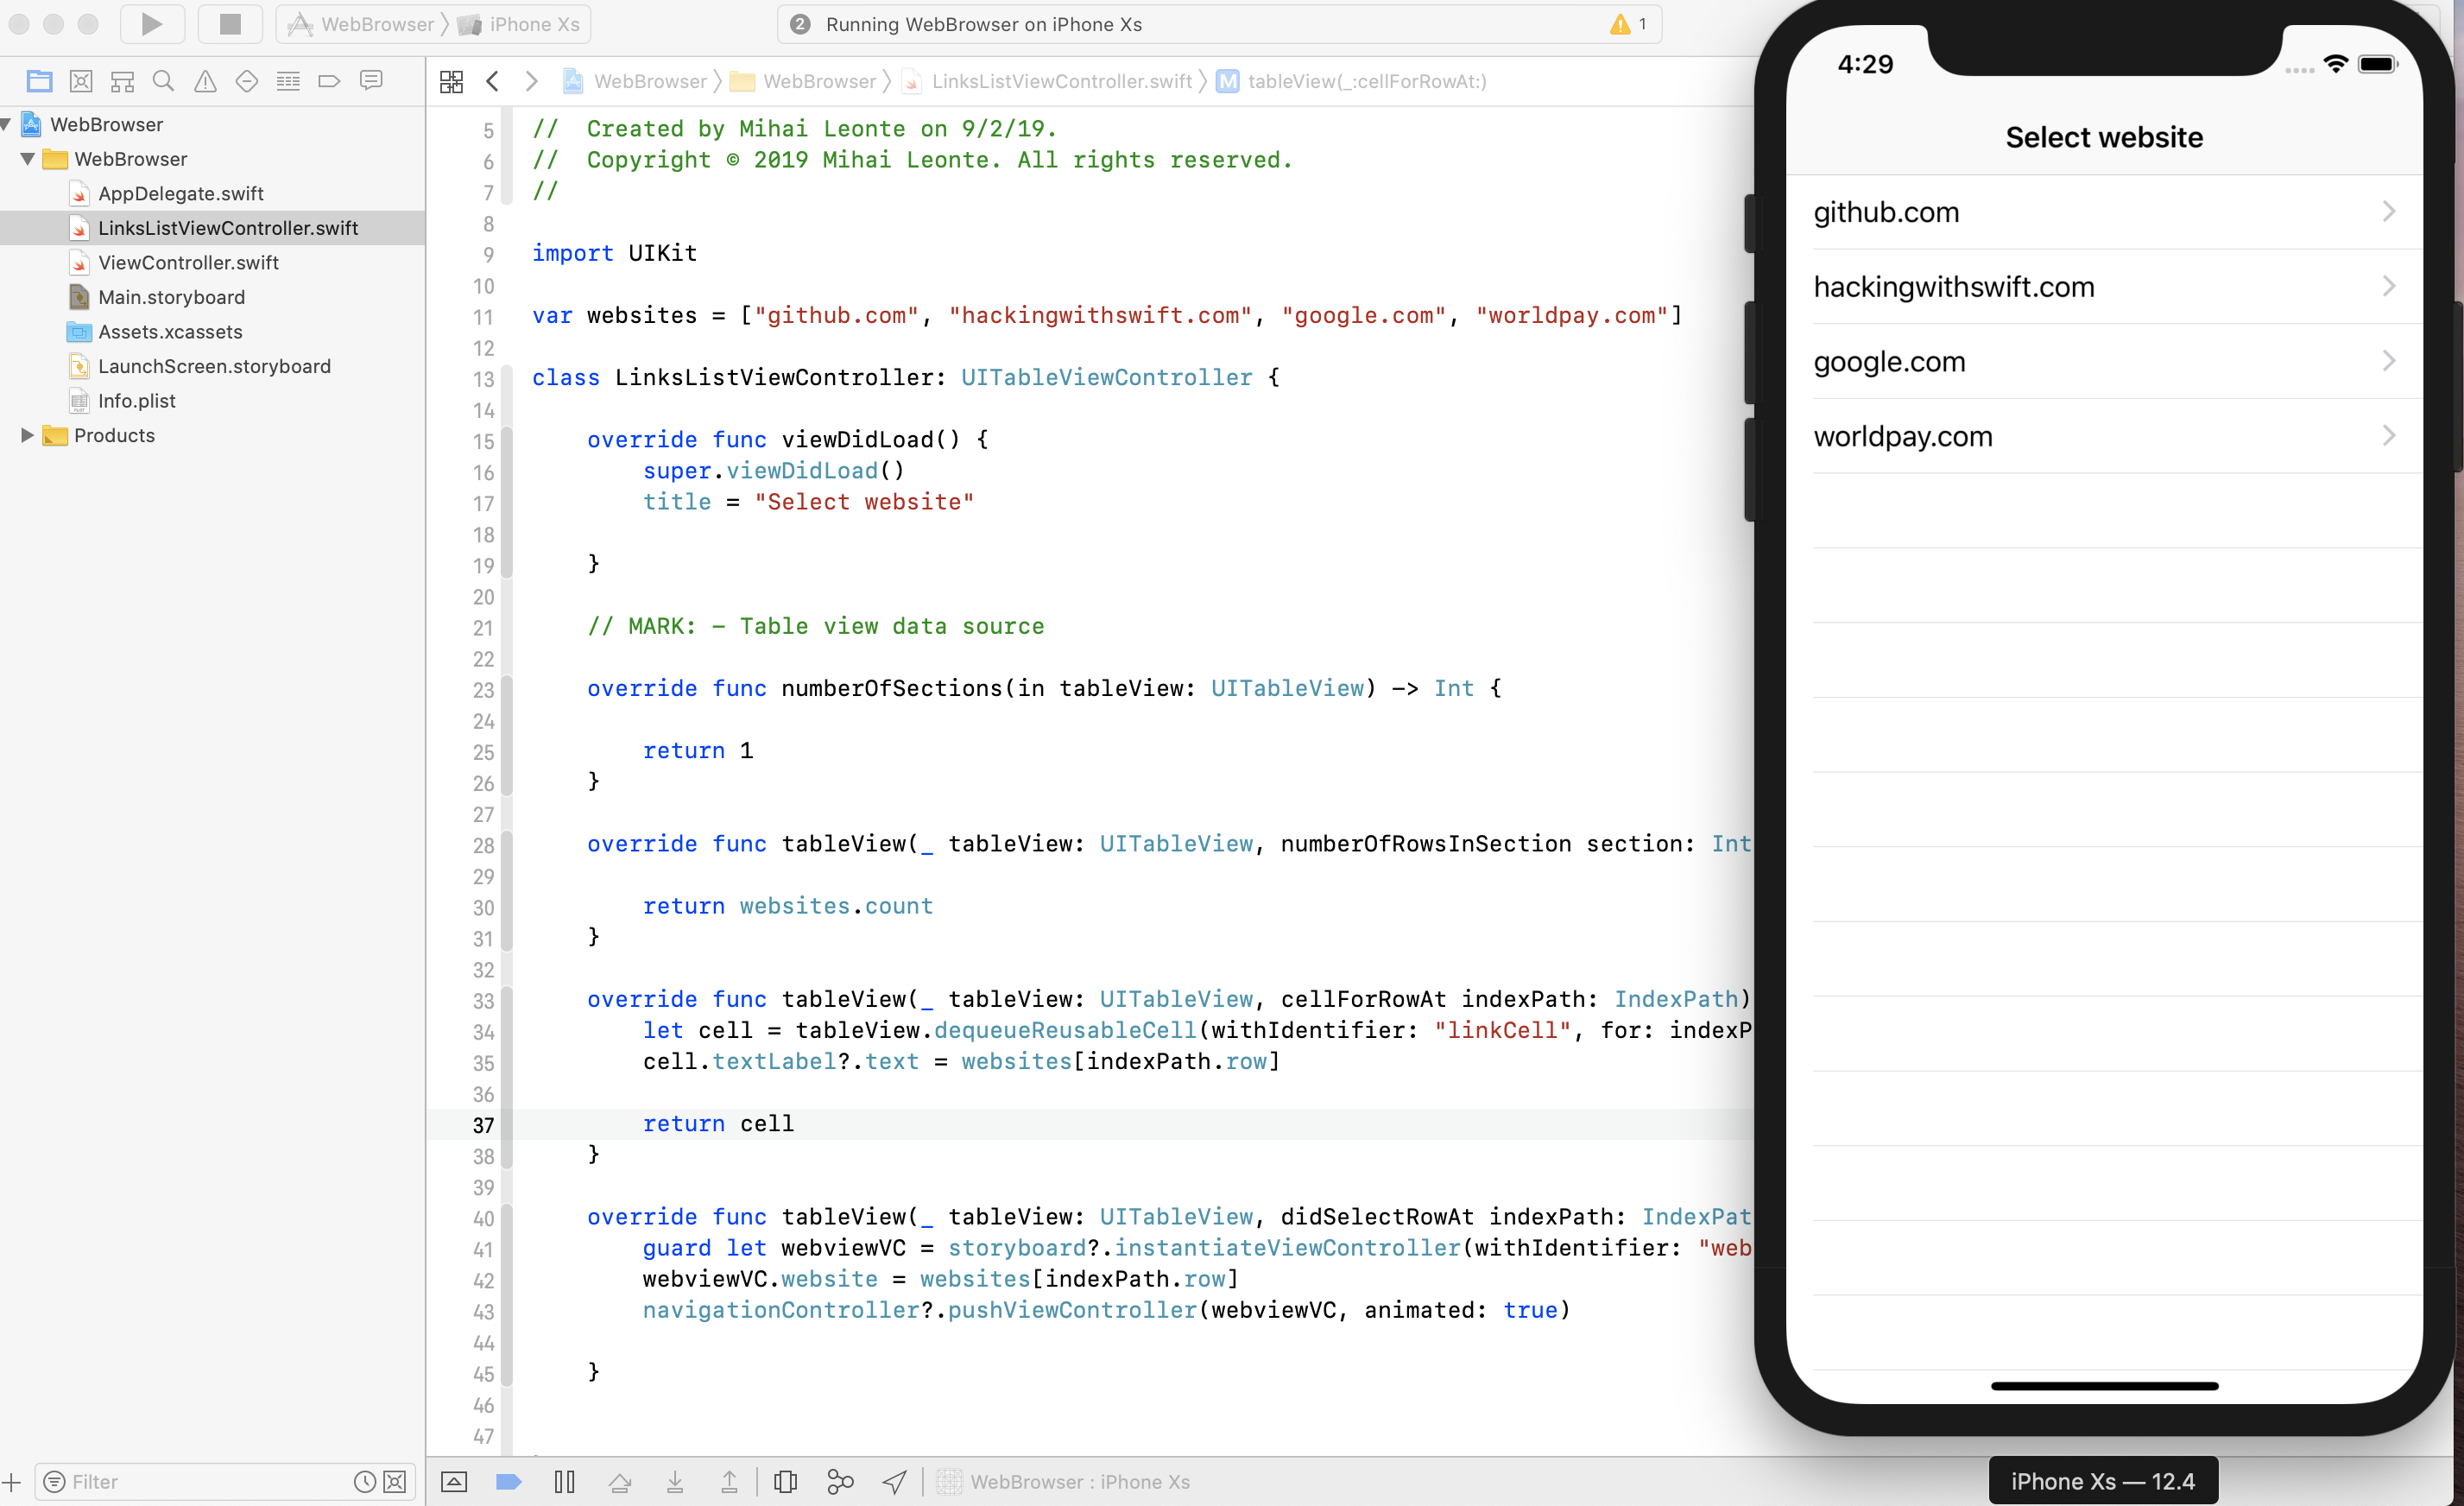 WebBrowser iPhone Xs
2 Running WebBrowser on iPhone Xs 1
WebBrowser WebBrowser LinksListViewController.swift M tableView(_:cellForRowAt:)
WebBrowser
WebBrowser
AppDelegate.swift
LinksListViewController.swift
ViewController.swift
Main.storyboard
Assets.xcassets
LaunchScreen.storyboard
Info.plist
Products
Filter
5 //  Created by Mihai Leonte on 9/2/19.
6 //  Copyright © 2019 Mihai Leonte. All rights reserved.
7 //
8
9 import UIKit
10
11 var websites = ["github.com", "hackingwithswift.com", "google.com", "worldpay.com"]
12
13 class LinksListViewController: UITableViewController {
14
15     override func viewDidLoad() {
16         super.viewDidLoad()
17         title = "Select website"
18
19     }
20
21     // MARK: - Table view data source
22
23     override func numberOfSections(in tableView: UITableView) -> Int {
24
25         return 1
26     }
27
28     override func tableView(_ tableView: UITableView, numberOfRowsInSection section: Int
29
30         return websites.count
31     }
32
33     override func tableView(_ tableView: UITableView, cellForRowAt indexPath: IndexPath)
34         let cell = tableView.dequeueReusableCell(withIdentifier: "linkCell", for: indexP
35         cell.textLabel?.text = websites[indexPath.row]
36
37         return cell
38     }
39
40     override func tableView(_ tableView: UITableView, didSelectRowAt indexPath: IndexPat
41         guard let webviewVC = storyboard?.instantiateViewController(withIdentifier: "web
42         webviewVC.website = websites[indexPath.row]
43         navigationController?.pushViewController(webviewVC, animated: true)
44
45     }
46
47
WebBrowser : iPhone Xs
4:29
Select website
github.com
hackingwithswift.com
google.com
worldpay.com
iPhone Xs — 12.4